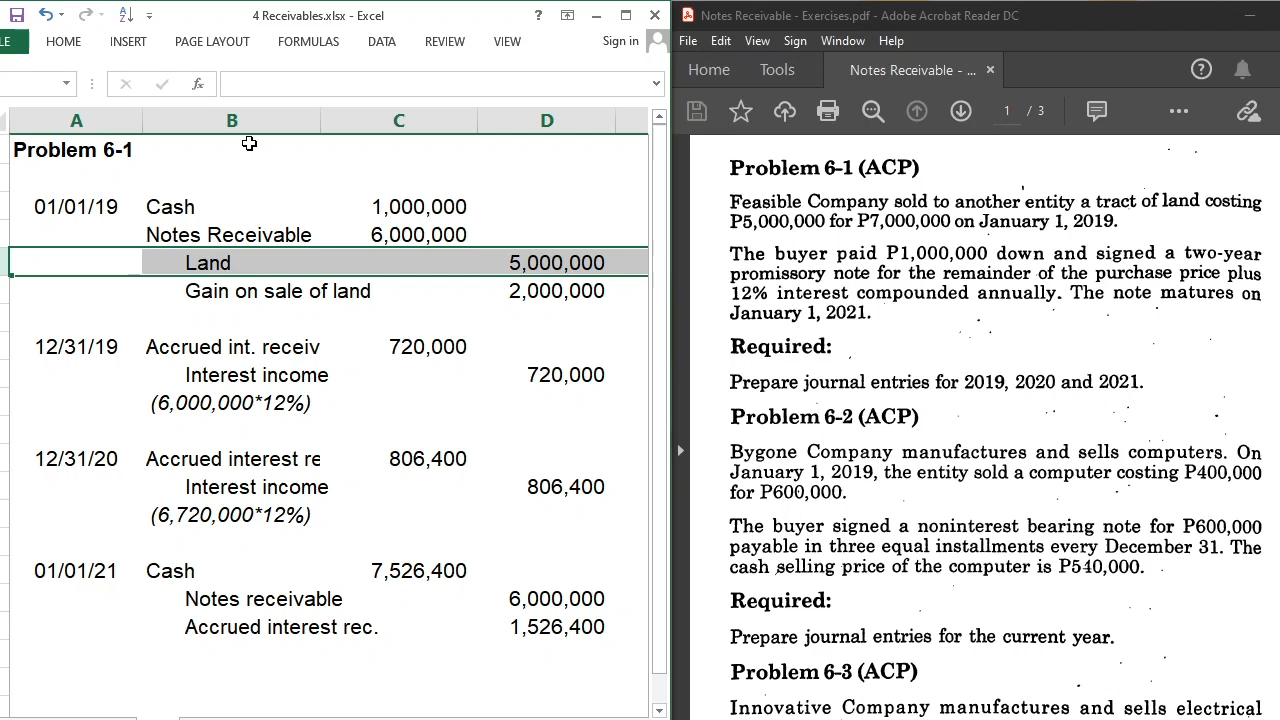 4 Receivables.xlsx - Excel
?
LE HOME INSERT PAGE LAYOUT FORMULAS DATA REVIEW VIEW Sign in
fx
A B C D
Problem 6-1
01/01/19 Cash 1,000,000
Notes Receivable 6,000,000
Land 5,000,000
Gain on sale of land 2,000,000
12/31/19 Accrued int. receiv 720,000
Interest income 720,000
(6,000,000*12%)
12/31/20 Accrued interest re 806,400
Interest income 806,400
(6,720,000*12%)
01/01/21 Cash 7,526,400
Notes receivable 6,000,000
Accrued interest rec. 1,526,400
Notes Receivable - Exercises.pdf - Adobe Acrobat Reader DC
File Edit View Sign Window Help
Home Tools Notes Receivable - ... ×
?
1 / 3
Problem 6-1 (ACP)
Feasible Company sold to another entity a tract of land costing
P5,000,000 for P7,000,000 on January 1, 2019.
The buyer paid P1,000,000 down and signed a two-year
promissory note for the remainder of the purchase price plus
12% interest compounded annually. The note matures on
January 1, 2021.
Required:
Prepare journal entries for 2019, 2020 and 2021.
Problem 6-2 (ACP)
Bygone Company manufactures and sells computers. On
January 1, 2019, the entity sold a computer costing P400,000
for P600,000.
The buyer signed a noninterest bearing note for P600,000
payable in three equal installments every December 31. The
cash selling price of the computer is P540,000.
Required:
Prepare journal entries for the current year.
Problem 6-3 (ACP)
Innovative Company manufactures and sells electrical